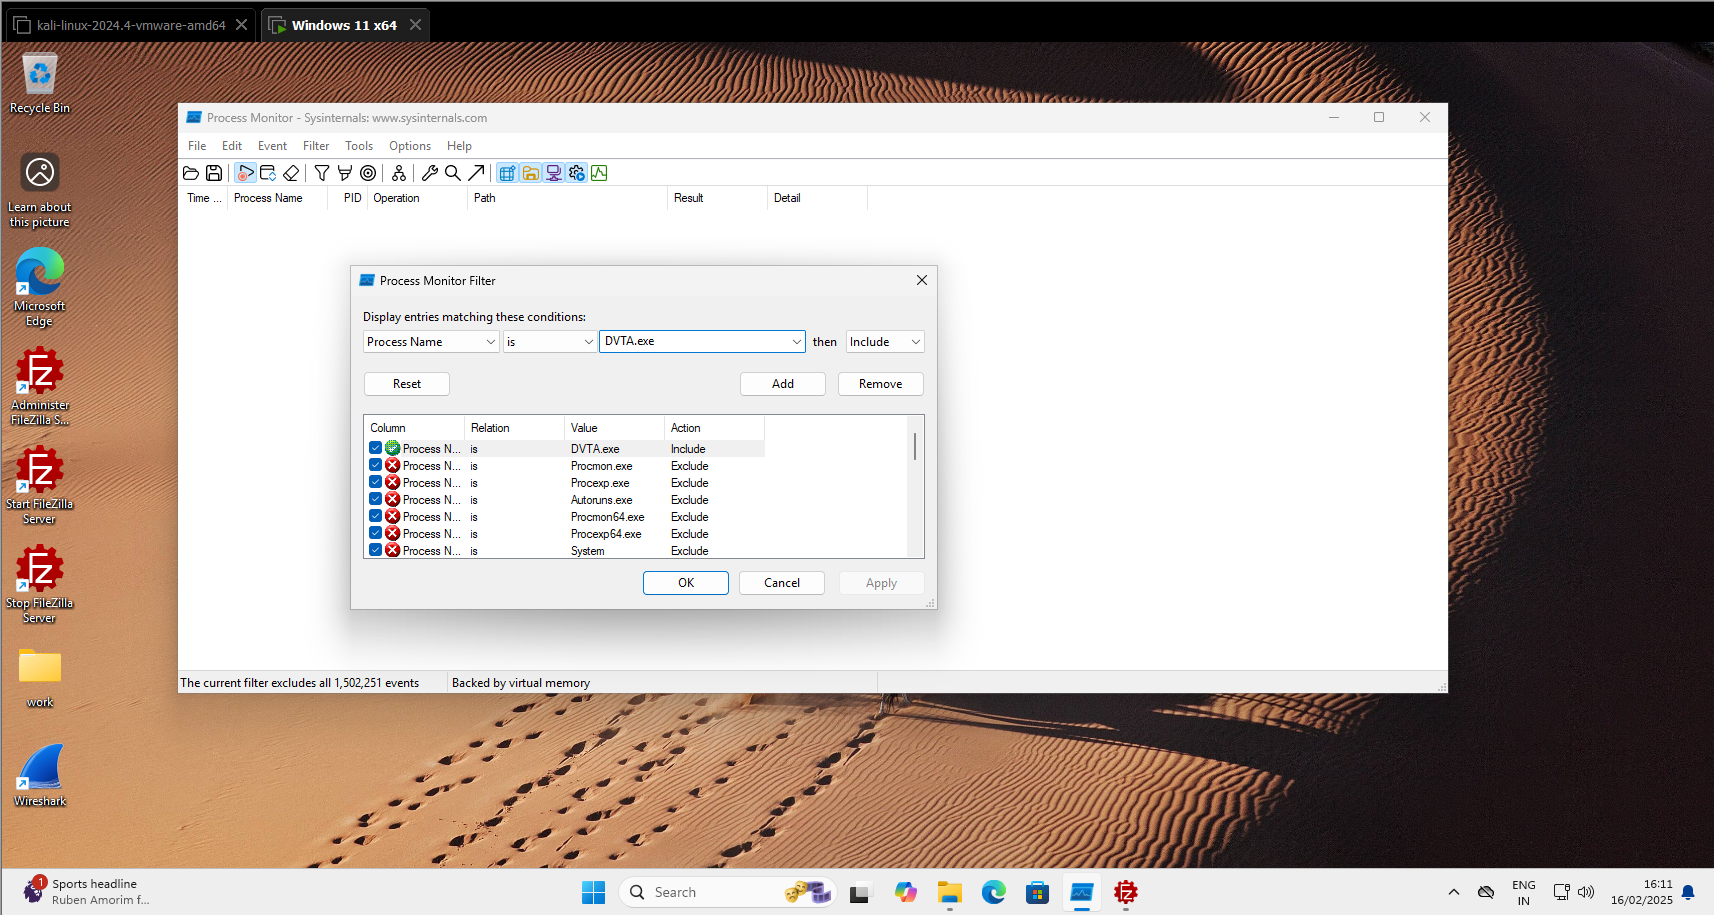 kali-linux-2024.4-vmware-amd64
Windows 11 x64
Recycle Bin
Learn about
this picture
Microsoft
Edge
Administer
FileZilla S...
Start FileZilla
Server
Stop FileZilla
Server
work
Wireshark
Process Monitor - Sysinternals: www.sysinternals.com
File Edit Event Filter Tools Options Help
Time ... Process Name PID Operation Path Result Detail
Process Monitor Filter
Display entries matching these conditions:
Process Name is DVTA.exe then Include
Reset Add Remove
Column Relation Value Action
Process N... is DVTA.exe Include
Process N... is Procmon.exe Exclude
Process N... is Procexp.exe Exclude
Process N... is Autoruns.exe Exclude
Process N... is Procmon64.exe Exclude
Process N... is Procexp64.exe Exclude
Process N... is System Exclude
OK Cancel Apply
The current filter excludes all 1,502,251 events Backed by virtual memory
1
Sports headline
Ruben Amorim f...
Search
ENG
IN
16:11
16/02/2025